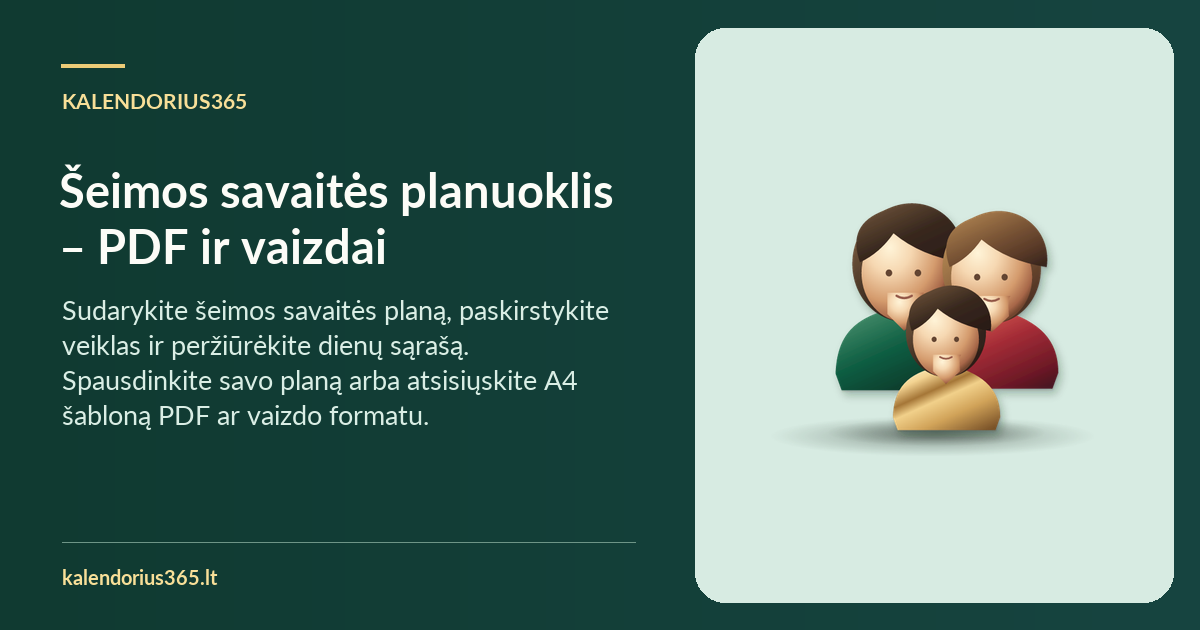 KALENDORIUS365
Šeimos savaitės planuoklis
– PDF ir vaizdai
Sudarykite šeimos savaitės planą, paskirstykite
veiklas ir peržiūrėkite dienų sąrašą.
Spausdinkite savo planą arba atsisiųskite A4
šabloną PDF ar vaizdo formatu.
kalendorius365.lt